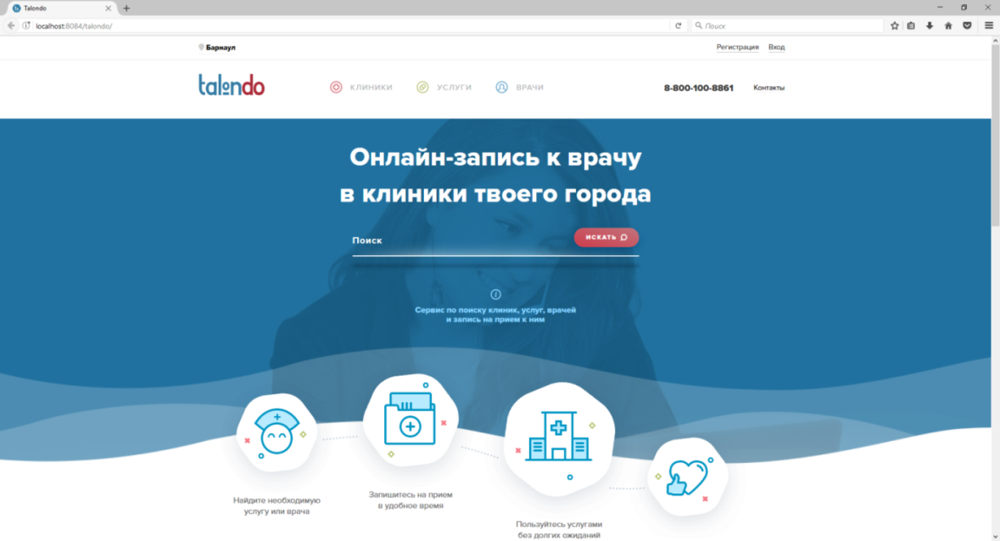 Talondo
localhost:8084/talondo/
Поиск
Барнаул
Регистрация Вход
talondo
КЛИНИКИ УСЛУГИ ВРАЧИ
8-800-100-8861 Контакты
Онлайн-запись к врачу
в клиники твоего города
Поиск ИСКАТЬ
Сервис по поиску клиник, услуг, врачей
и запись на прием к ним
Найдите необходимую
услугу или врача
Запишитесь на прием
в удобное время
Пользуйтесь услугами
без долгих ожиданий